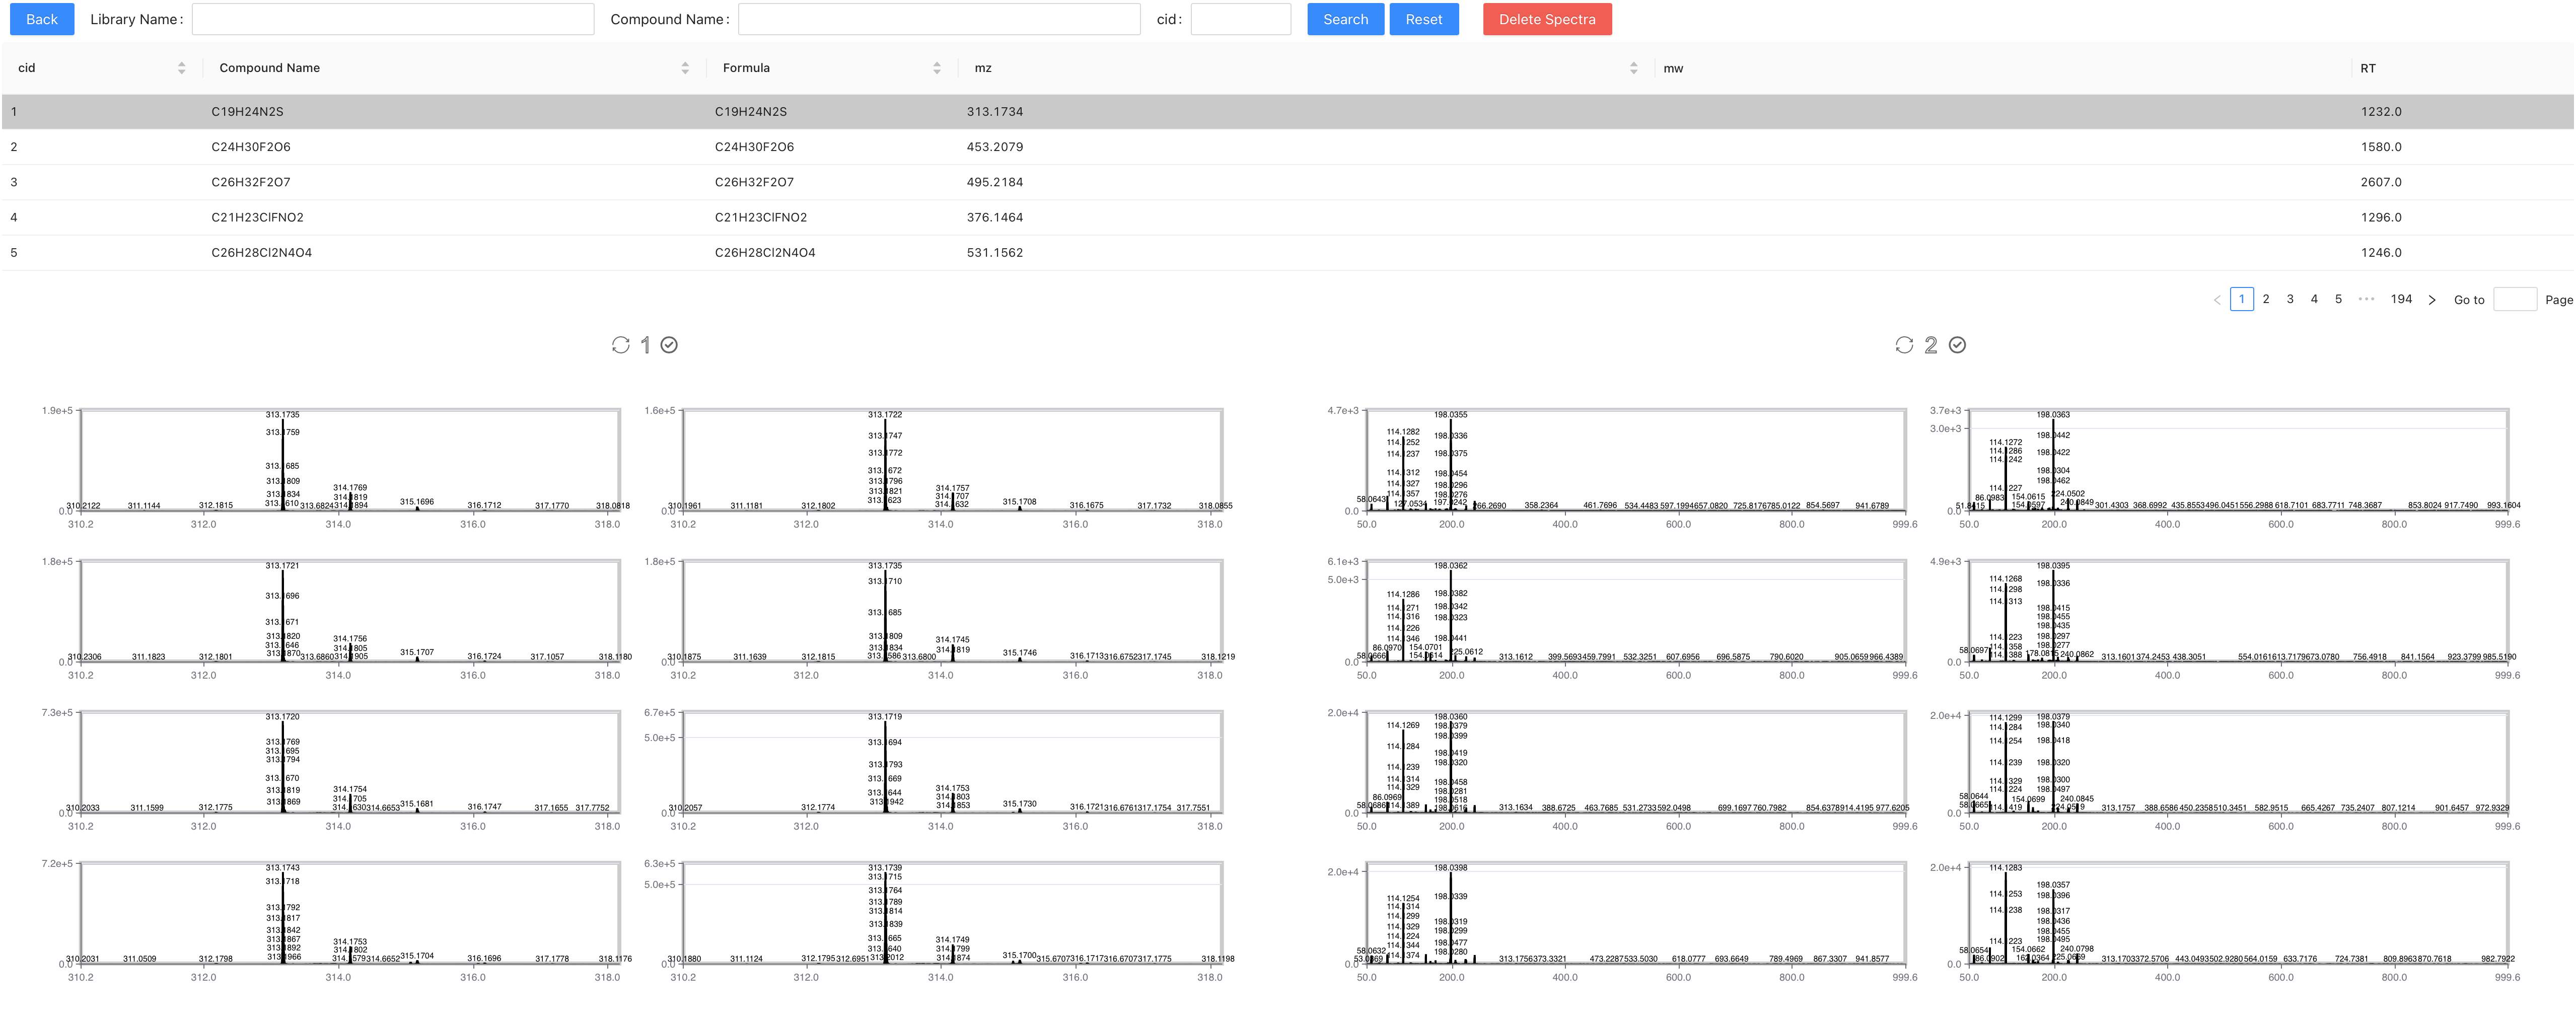 Back Library Name: Compound Name: cid: Search Reset Delete Spectra
cid Compound Name Formula mz mw RT
1 C19H24N2S C19H24N2S 313.1734 1232.0
2 C24H30F2O6 C24H30F2O6 453.2079 1580.0
3 C26H32F2O7 C26H32F2O7 495.2184 2607.0
4 C21H23ClFNO2 C21H23ClFNO2 376.1464 1296.0
5 C26H28Cl2N4O4 C26H28Cl2N4O4 531.1562 1246.0
< 1 2 3 4 5 ••• 194 > Go to Page
1 2
1.9e+5
313.1735
313.1759
313.1685
313.1809
313.1834
314.1769
314.1819
315.1696
310.2122 311.1144 312.1815 313.6824 314.1894 316.1712 317.1770 318.0818
0.0
310.2 312.0 314.0 316.0 318.0
1.6e+5
313.1722
313.1747
313.1772
313.1672
313.1796
313.1821
313.1623
314.1757
314.1707
314.1632
315.1708
310.1961 311.1181 312.1802 316.1675 317.1732 318.0855
0.0
310.2 312.0 314.0 316.0 318.0
4.7e+3
198.0355
114.1282
198.0336
114.1252
114.1237
198.0375
114.1312
198.0454
114.1327
198.0296
114.1357
198.0276
58.0643 127.0534 197.0242 266.2690 358.2364 461.7696 534.4483 597.1994 657.0820 725.8176 785.0122 854.5697 941.6789
0.0
50.0 200.0 400.0 600.0 800.0 999.6
3.7e+3
3.0e+3
198.0363
198.0442
114.1272
114.1286
198.0422
114.1242
198.0304
198.0462
114.1227
224.0502
86.0983 154.0615
240.0849
301.4303 368.6992 435.8553 496.0451 556.2988 618.7101 683.7711 748.3687 853.8024 917.7490 993.1604
0.0
50.0 200.0 400.0 600.0 800.0 999.6
1.8e+5
313.1721
313.1696
313.1671
313.1820
313.1646
313.1870
314.1756
314.1805
315.1707
310.2306 311.1823 312.1801 313.6860 314.1905 316.1724 317.1057 318.1180
0.0
310.2 312.0 314.0 316.0 318.0
1.8e+5
313.1735
313.1710
313.1685
313.1809
313.1834
314.1745
314.1819
315.1746
310.1875 311.1639 312.1815 313.6800 316.1713 316.6752 317.1745 318.1219
0.0
310.2 312.0 314.0 316.0 318.0
6.1e+3
5.0e+3
198.0362
114.1286
198.0382
114.1271
198.0342
114.1316
198.0323
114.1226
114.1346
198.0441
86.0970 154.0701
225.0612
58.0666 154.0514 313.1612 399.5693 459.7991 532.3251 607.6956 696.5875 790.6020 905.0659 966.4389
0.0
50.0 200.0 400.0 600.0 800.0 999.6
4.9e+3
198.0395
114.1268
198.0336
114.1298
114.1313
198.0415
198.0455
198.0435
114.1223
198.0297
114.1358
198.0277
58.0697 114.1388 178.0815 240.0862
313.1601 374.2453 438.3051 554.0161 613.7179 673.0780 756.4918 841.1564 923.3799 985.5190
0.0
50.0 200.0 400.0 600.0 800.0 999.6
7.3e+5
313.1720
313.1769
313.1695
313.1794
313.1670
313.1819
313.1869
314.1754
314.1705
315.1681
310.2033 311.1599 312.1775 314.1630 314.6653 316.1747 317.1655 317.7752
0.0
310.2 312.0 314.0 316.0 318.0
6.7e+5
5.0e+5
313.1719
313.1694
313.1793
313.1669
313.1644
313.1942
314.1753
314.1803
314.1853
315.1730
310.2057 312.1774 316.1721 316.6761 317.1754 317.7551
0.0
310.2 312.0 314.0 316.0 318.0
2.0e+4
198.0360
114.1269
198.0379
198.0399
114.1284
198.0419
198.0320
114.1239
114.1314
198.0458
114.1329
198.0281
86.0969
198.0518
58.0686 114.1389 198.0616 313.1634 388.6725 463.7685 531.2733 592.0498 699.1697 760.7982 854.6378 914.4195 977.6205
0.0
50.0 200.0 400.0 600.0 800.0 999.6
2.0e+4
114.1299 198.0379
114.1284 198.0340
114.1254 198.0418
114.1239 198.0320
114.1329 198.0300
114.1224 198.0497
58.0644 154.0699 240.0845
58.0665 114.1419 224.0519 313.1757 388.6586 450.2358 510.3451 582.9515 665.4267 735.2407 807.1214 901.6457 972.9329
0.0
50.0 200.0 400.0 600.0 800.0 999.6
7.2e+5
313.1743
313.1718
313.1792
313.1817
313.1842
313.1867
313.1892
313.1966
314.1753
314.1802
315.1704
310.2031 311.0509 312.1798 314.1579 314.6652 316.1696 317.1778 318.1176
0.0
310.2 312.0 314.0 316.0 318.0
6.3e+5
5.0e+5
313.1739
313.1715
313.1764
313.1789
313.1814
313.1839
313.1665
313.1640
313.2012
314.1749
314.1799
314.1874
315.1700
310.1880 311.1124 312.1795 312.6951 315.6707 316.1717 316.6707 317.1775 318.1198
0.0
310.2 312.0 314.0 316.0 318.0
2.0e+4
198.0398
114.1254
198.0339
114.1314
114.1299
198.0319
114.1329
198.0299
114.1224
198.0477
114.1344
198.0280
58.0632 114.1374
313.1756 373.3321 473.2287 533.5030 618.0777 693.6649 789.4969 867.3307 941.8577
0.0
50.0 200.0 400.0 600.0 800.0 999.6
2.0e+4
114.1283
198.0357
114.1253
198.0396
114.1238
198.0317
198.0436
198.0455
114.1223
198.0495
58.0654 154.0662 240.0798
86.0902 162.0364 225.0669 313.1703 372.5706 443.0493 502.9280 564.0159 633.7176 724.7381 809.8963 870.7618 982.7922
0.0
50.0 200.0 400.0 600.0 800.0 999.6